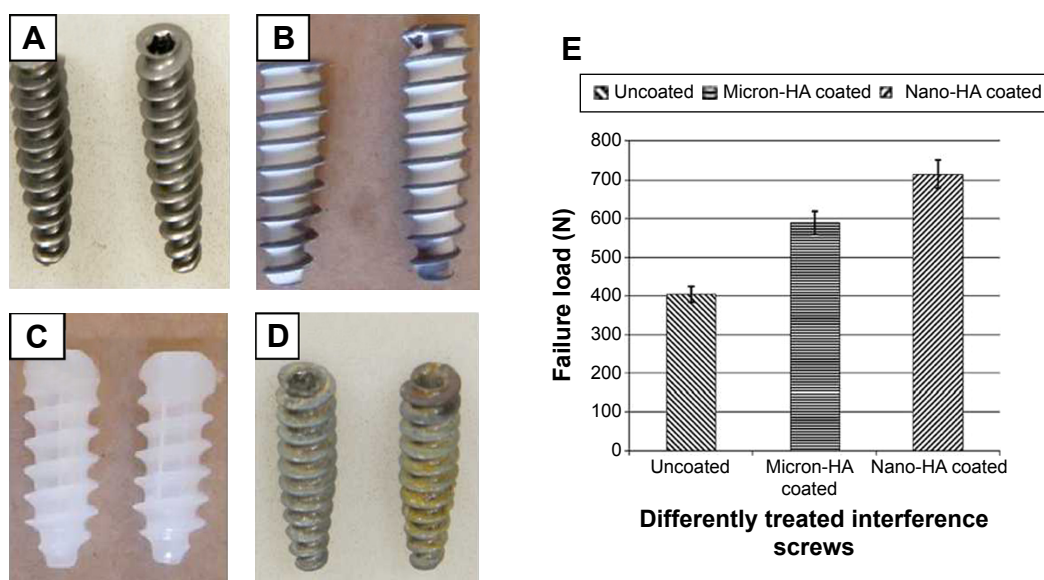 A
B
C
D
E
Uncoated Micron-HA coated Nano-HA coated
Failure load (N)
800
700
600
500
400
300
200
100
0
Uncoated
Micron-HA
coated
Nano-HA coated
Differently treated interference
screws